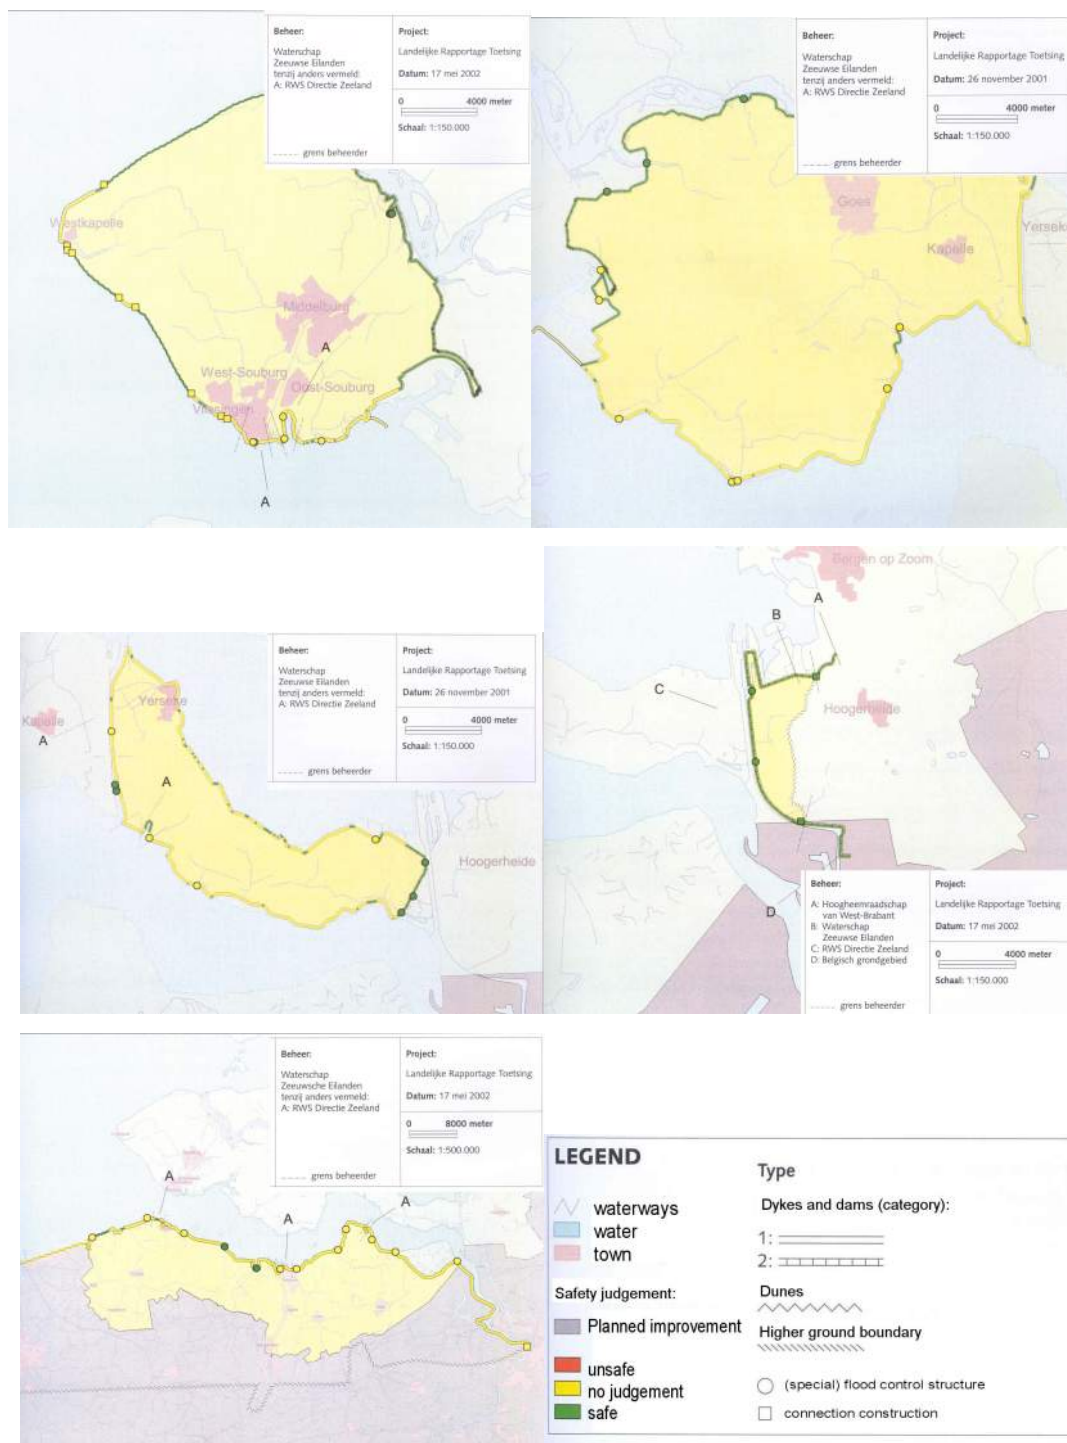 Beheer:
Waterschap
Zeeuwse Eilanden
tenzij anders vermeld:
A: RWS Directie Zeeland
grens beheerder
Project:
Landelijke Rapportage Toetsing
Datum: 17 mei 2002
0 4000 meter
Schaal: 1:150.000
Westkapelle
Middelburg
A
West-Souburg
Oost-Souburg
Vlissingen
A
Beheer:
Waterschap
Zeeuwse Eilanden
tenzij anders vermeld:
A: RWS Directie Zeeland
grens beheerder
Project:
Landelijke Rapportage Toetsing
Datum: 26 november 2001
0 4000 meter
Schaal: 1:150.000
Goes
Kapelle
Yerseke
Beheer:
Waterschap
Zeeuwse Eilanden
tenzij anders vermeld:
A: RWS Directie Zeeland
grens beheerder
Project:
Landelijke Rapportage Toetsing
Datum: 26 november 2001
0 4000 meter
Schaal: 1:150.000
Yerseke
Kapelle
A
A
Hoogerheide
Bergen op Zoom
A
B
C
Hoogerheide
D
Beheer:
A: Hoogheemraadschap
van West-Brabant
B: Waterschap
Zeeuwse Eilanden
C: RWS Directie Zeeland
D: Belgisch grondgebied
grens beheerder
Project:
Landelijke Rapportage Toetsing
Datum: 17 mei 2002
0 4000 meter
Schaal: 1:150.000
Beheer:
Waterschap
Zeeuwsche Eilanden
tenzij anders vermeld:
A: RWS Directie Zeeland
grens beheerder
Project:
Landelijke Rapportage Toetsing
Datum: 17 mei 2002
0 8000 meter
Schaal: 1:500.000
A
A
A
LEGEND
waterways
water
town
Safety judgement:
Planned improvement
unsafe
no judgement
safe
Type
Dykes and dams (category):
1:
2:
Dunes
Higher ground boundary
(special) flood control structure
connection construction